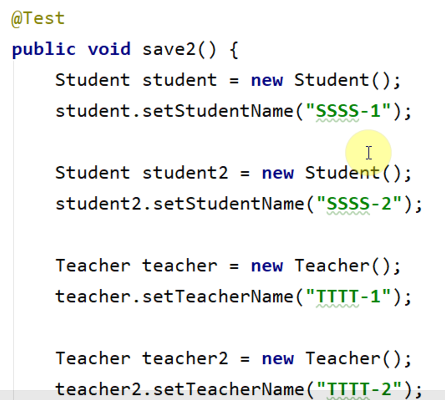 @Test
public void save2() {
Student student = new Student();
student.setStudentName("SSSS-1");
Student student2 = new Student();
student2.setStudentName("SSSS-2");
Teacher teacher = new Teacher();
teacher.setTeacherName("TTTT-1");
Teacher teacher2 = new Teacher();
teacher2.setTeacherName("TTTT-2")